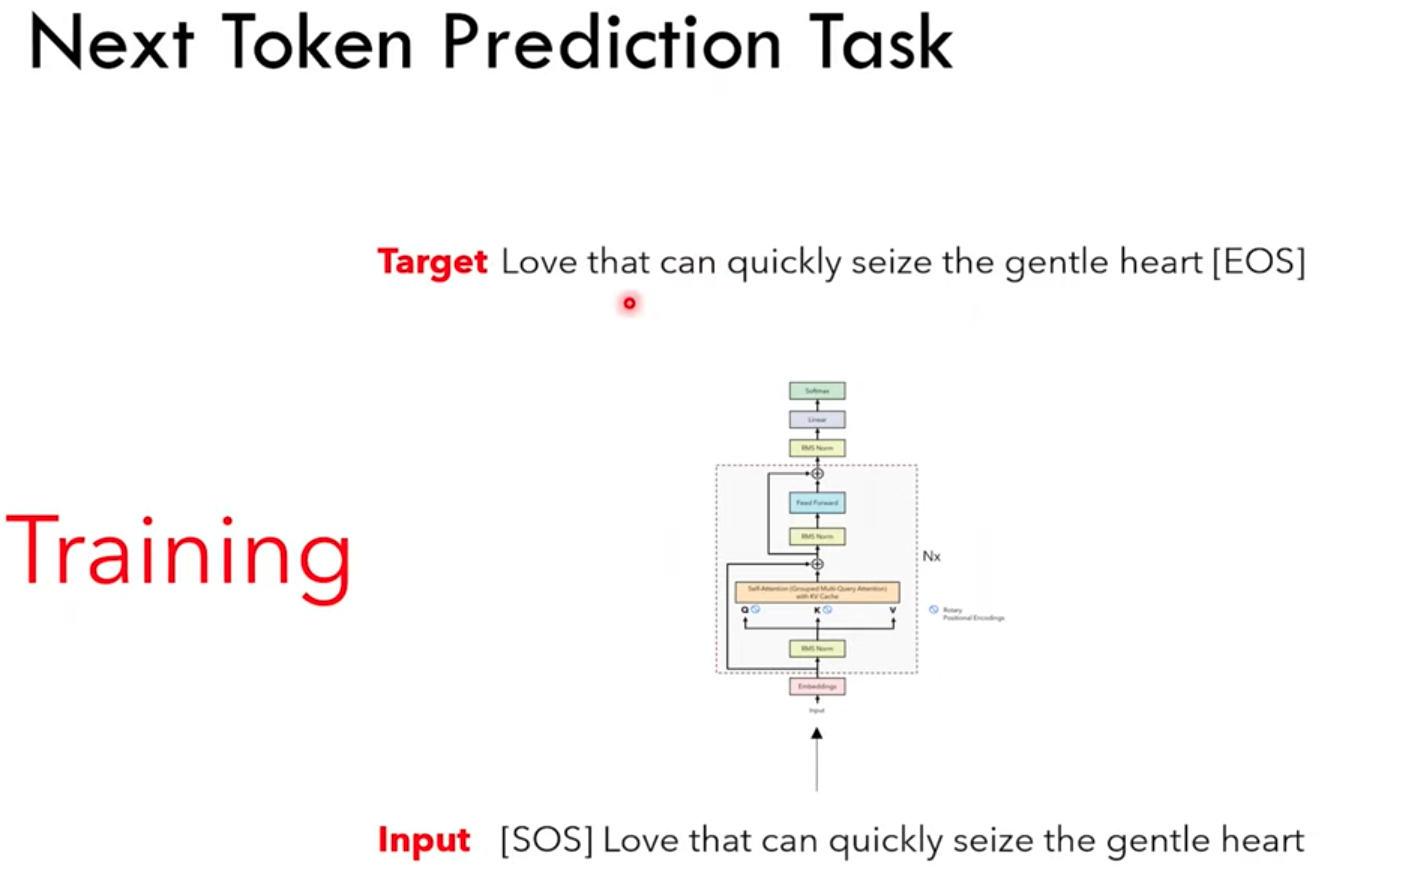 Next Token Prediction Task
Target Love that can quickly seize the gentle heart [EOS]
Softmax
Linear
RMS Norm
Feed Forward
RMS Norm
Nx
Self-Attention (Grouped Multi-Query Attention)
with KV Cache
Q K V
Rotary
Positional Encodings
RMS Norm
Embeddings
Input
Training
Input [SOS] Love that can quickly seize the gentle heart